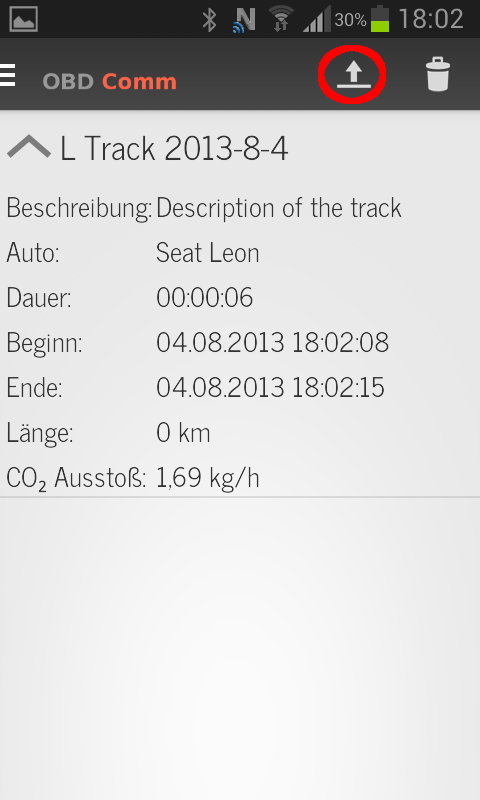 30% 18:02
OBD Comm
L Track 2013-8-4
Beschreibung: Description of the track
Auto: Seat Leon
Dauer: 00:00:06
Beginn: 04.08.2013 18:02:08
Ende: 04.08.2013 18:02:15
Länge: 0 km
CO₂ Ausstoß: 1,69 kg/h